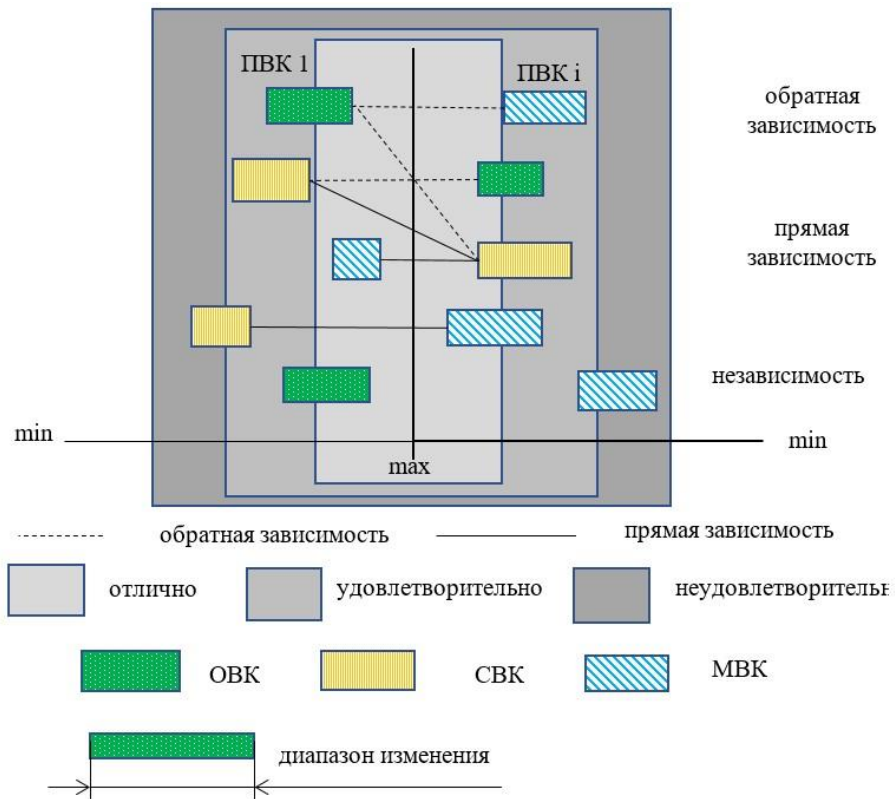 ПВК 1
ПВК i
обратная
зависимость
прямая
зависимость
независимость
min
min
max
обратная зависимость
прямая зависимость
отлично
удовлетворительно
неудовлетворительн
ОВК
СВК
МВК
диапазон изменения